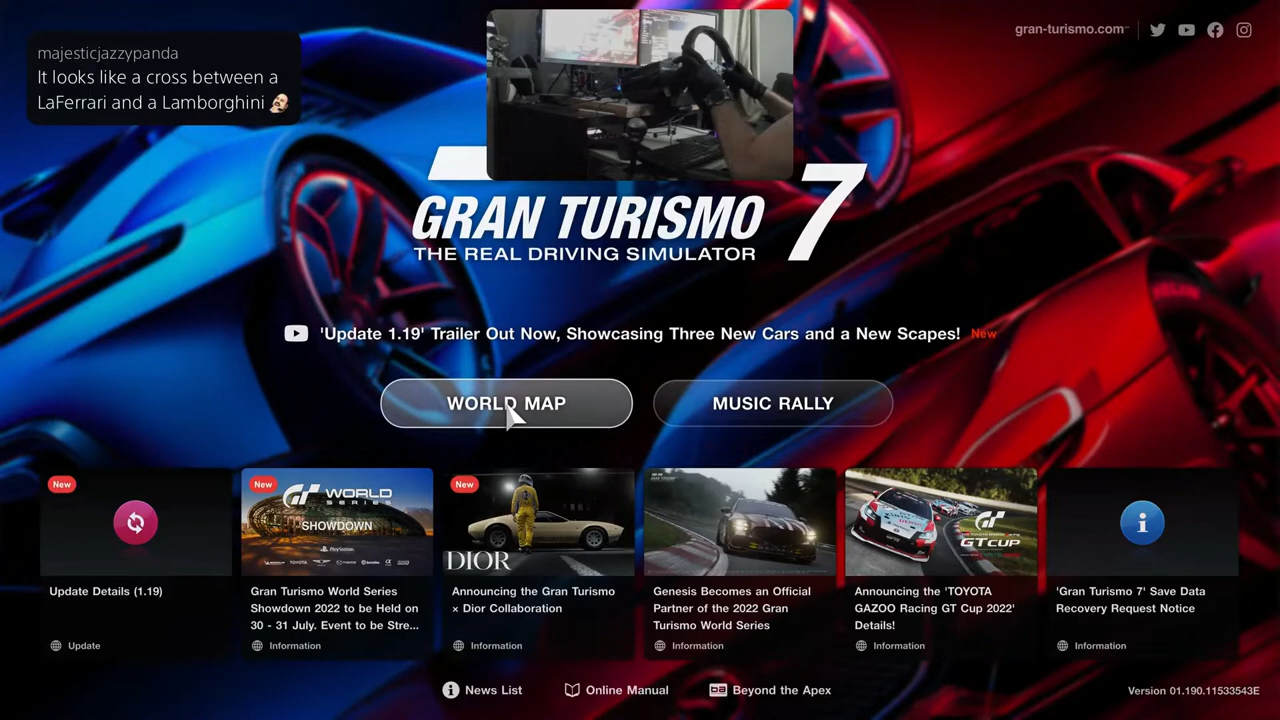 majesticjazzypanda
It looks like a cross between a
LaFerrari and a Lamborghini
gran-turismo.com
GRAN TURISMO 7
THE REAL DRIVING SIMULATOR
'Update 1.19' Trailer Out Now, Showcasing Three New Cars and a New Scapes! New
WORLD MAP
MUSIC RALLY
New
Update Details (1.19)
Update
New
GT WORLD
SERIES
SHOWDOWN
PlayStation
TOYOTA
Gran Turismo World Series
Showdown 2022 to be Held on
30 - 31 July. Event to be Stre...
Information
New
DIOR
Announcing the Gran Turismo
× Dior Collaboration
Information
Genesis Becomes an Official
Partner of the 2022 Gran
Turismo World Series
Information
GT CUP
Announcing the 'TOYOTA
GAZOO Racing GT Cup 2022'
Details!
Information
'Gran Turismo 7' Save Data
Recovery Request Notice
Information
News List
Online Manual
Beyond the Apex
Version 01.190.11533543E